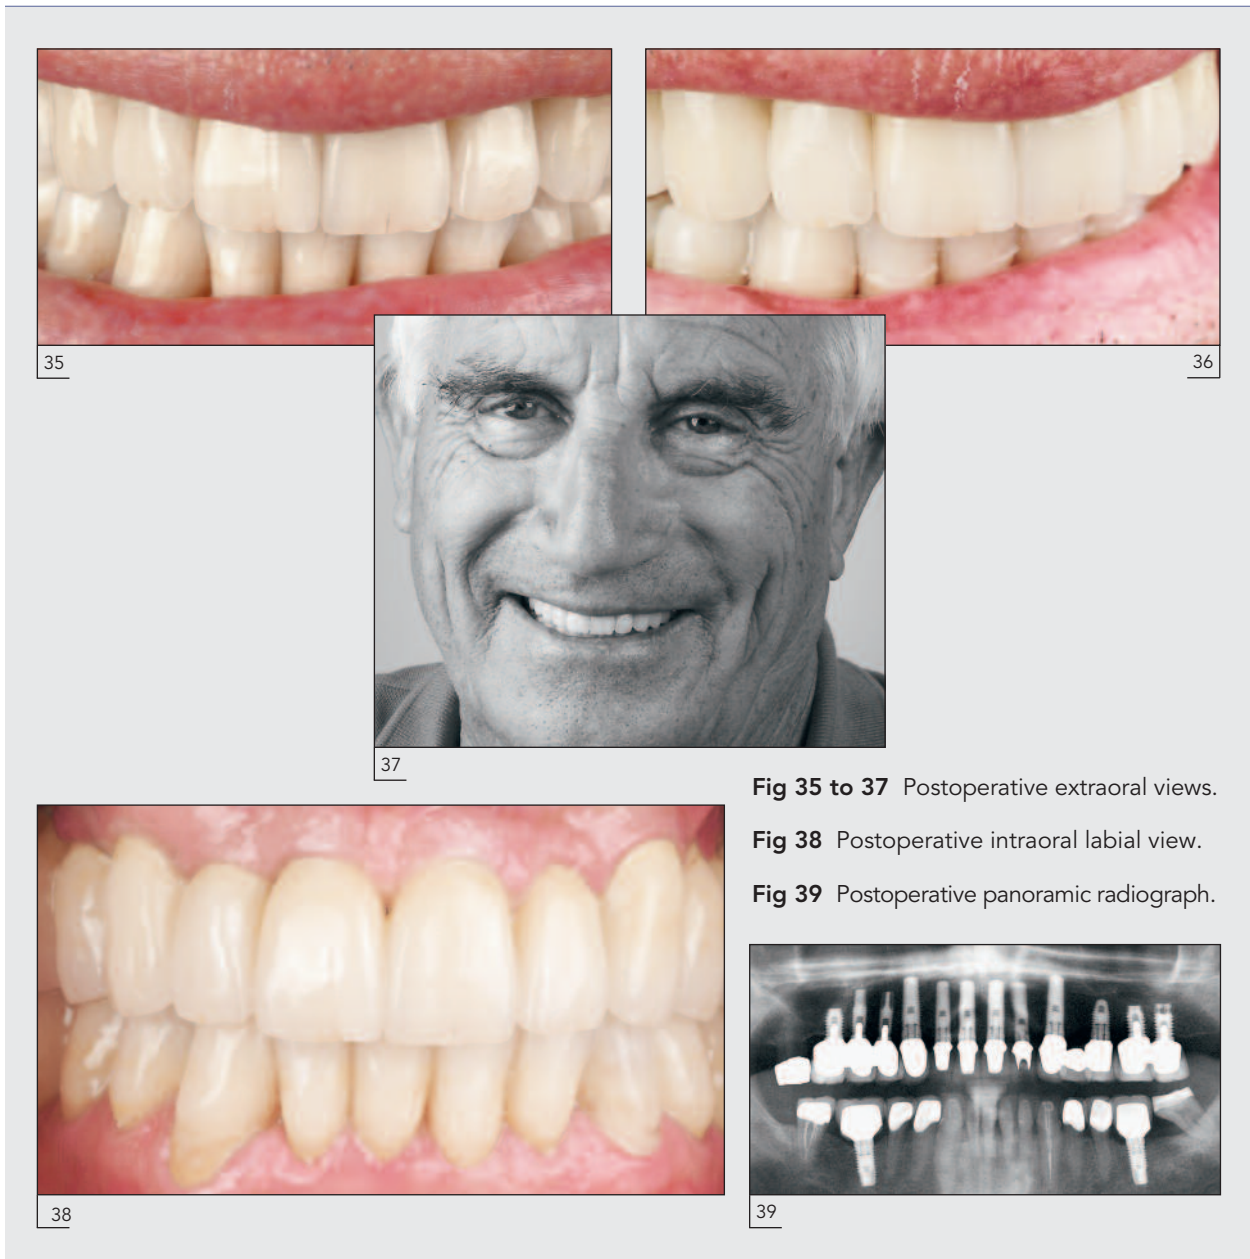 35
36
37
Fig 35 to 37 Postoperative extraoral views.
Fig 38 Postoperative intraoral labial view.
Fig 39 Postoperative panoramic radiograph.
38
39